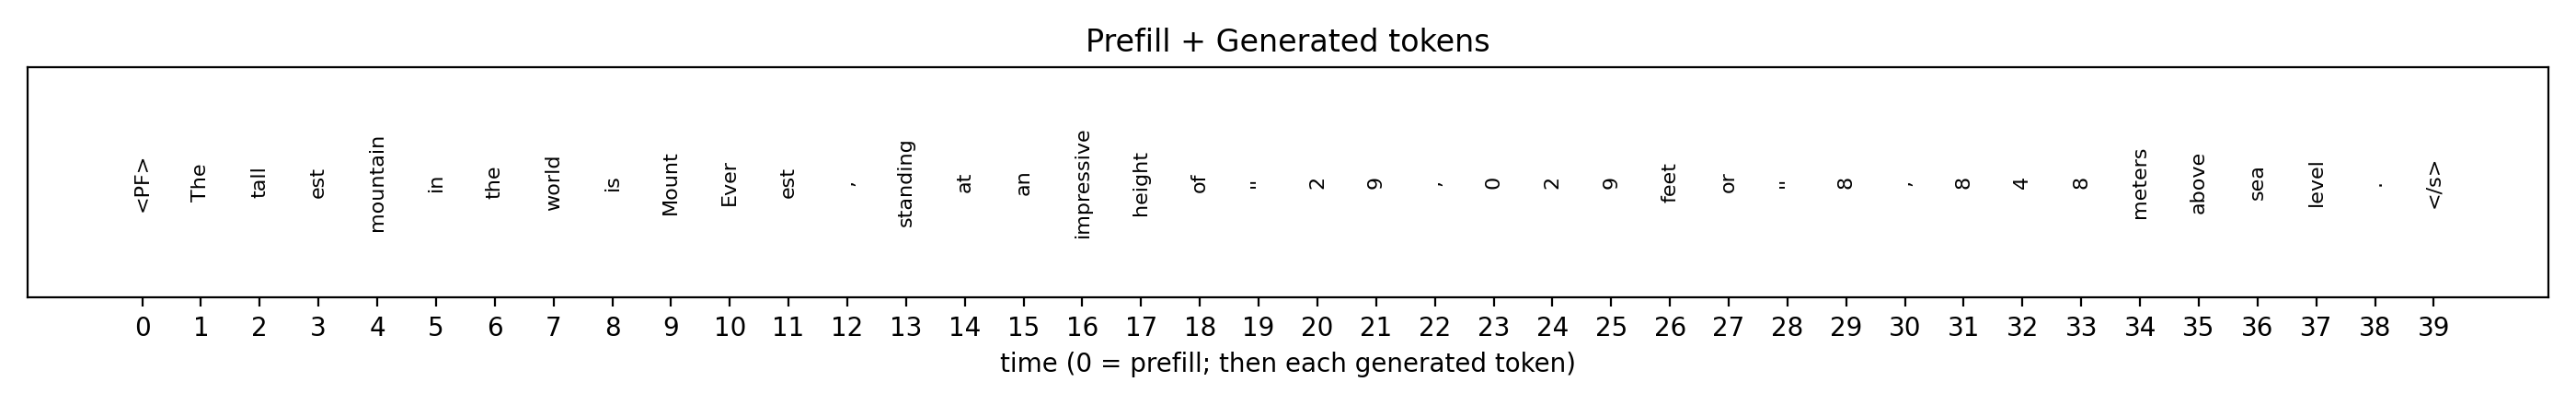 Prefill + Generated tokens
<PF> The tall est mountain in the world is Mount Ever est , standing at an impressive height of " 2 9 , 0 2 9 feet or " 8 , 8 4 8 meters above sea level . </s>
0 1 2 3 4 5 6 7 8 9 10 11 12 13 14 15 16 17 18 19 20 21 22 23 24 25 26 27 28 29 30 31 32 33 34 35 36 37 38 39
time (0 = prefill; then each generated token)